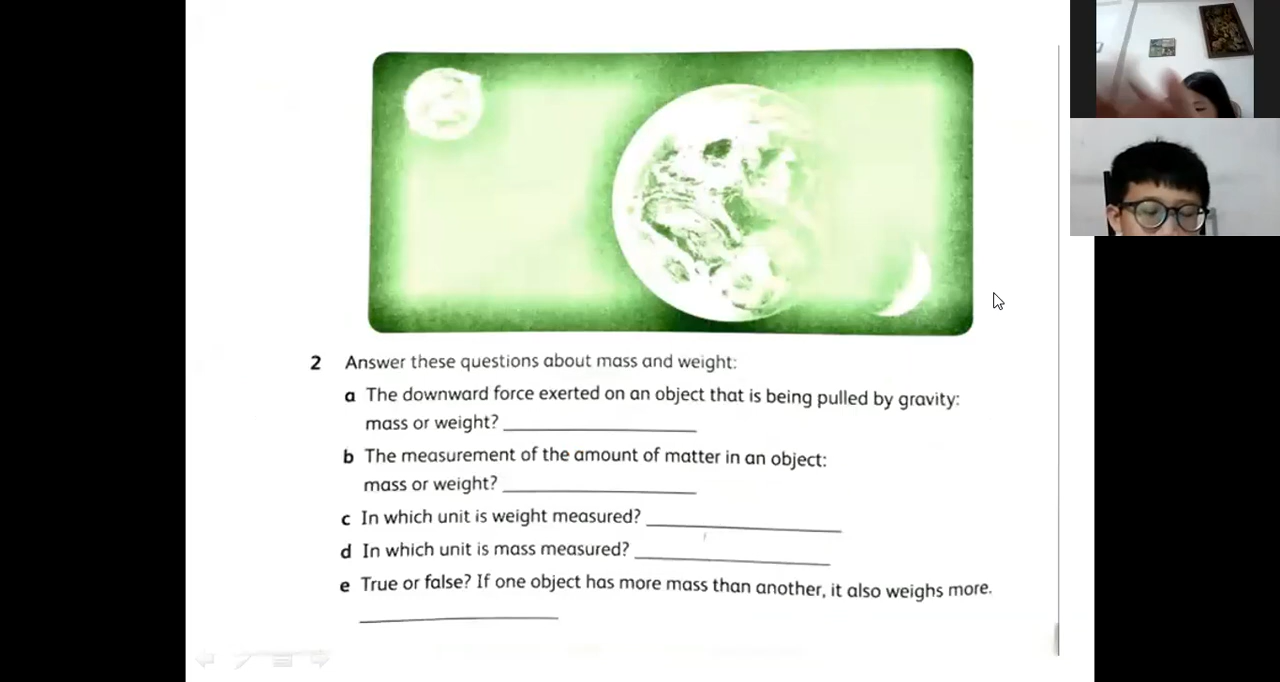 2 Answer these questions about mass and weight:
a The downward force exerted on an object that is being pulled by gravity:
mass or weight?
b The measurement of the amount of matter in an object:
mass or weight?
c In which unit is weight measured?
d In which unit is mass measured?
e True or false? If one object has more mass than another, it also weighs more.